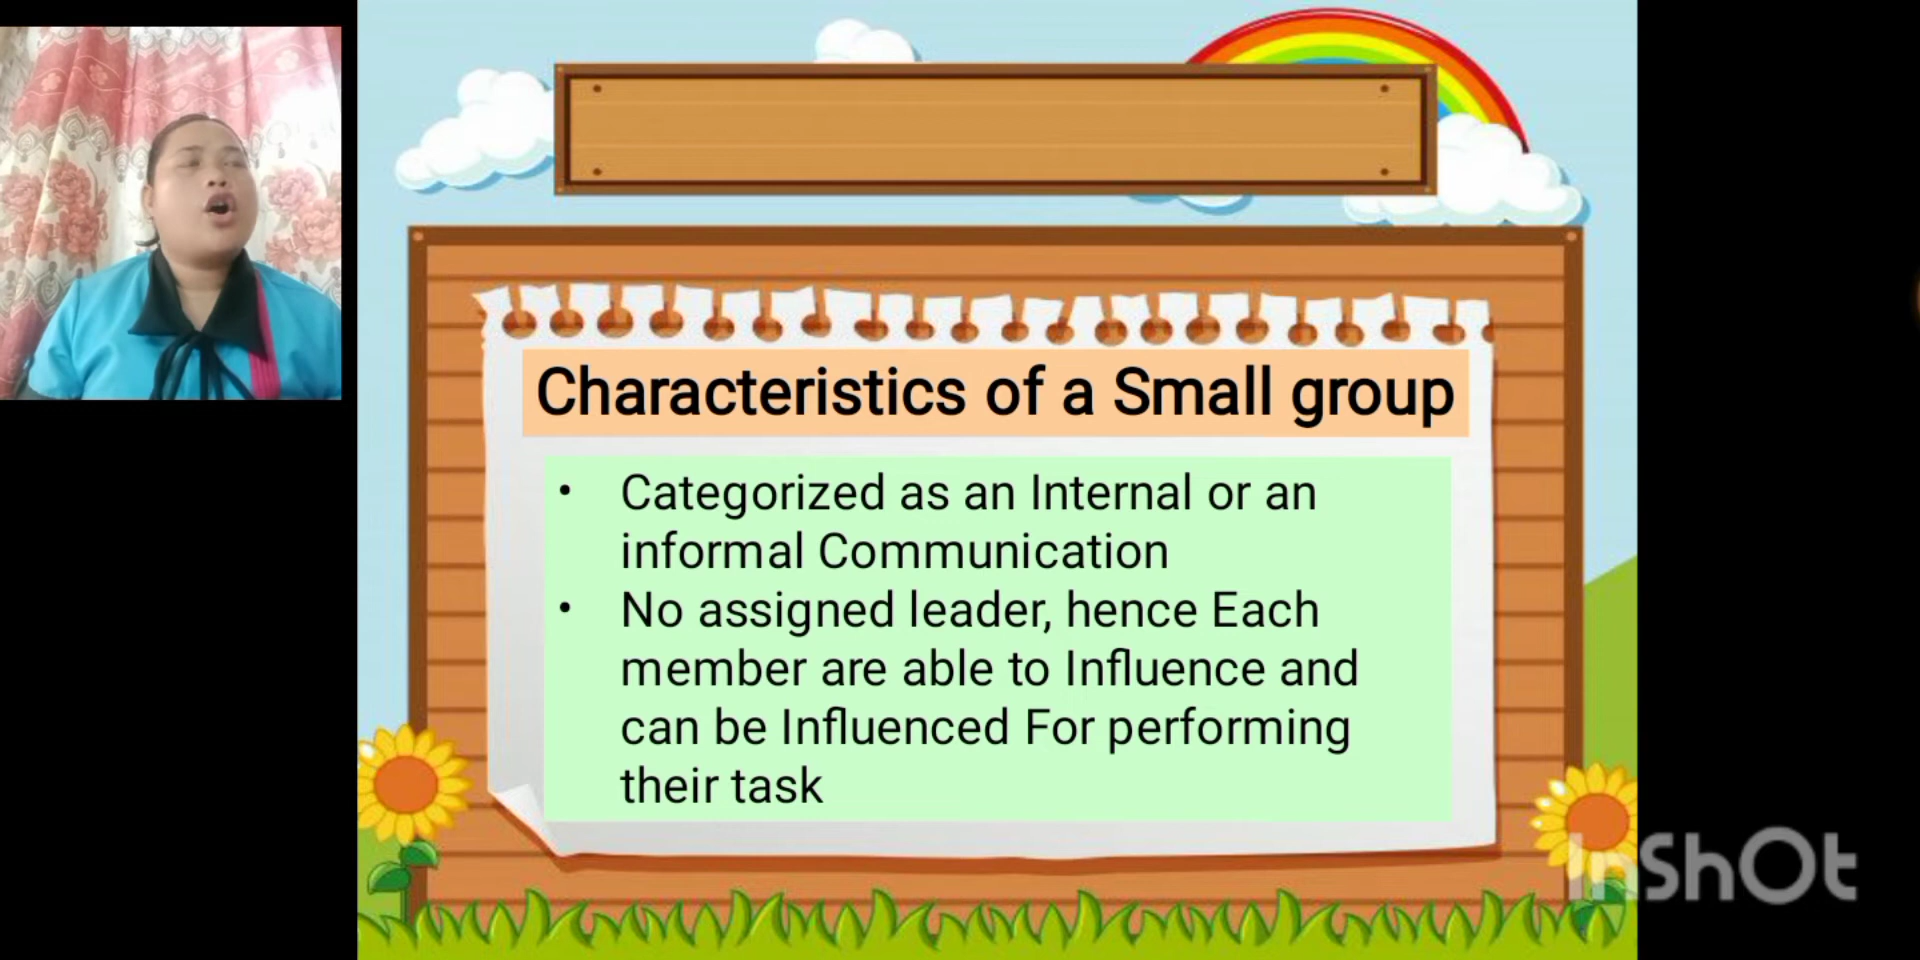 Characteristics of a Small group
• Categorized as an Internal or an
informal Communication
• No assigned leader, hence Each
member are able to Influence and
can be Influenced For performing
their task
InShOt